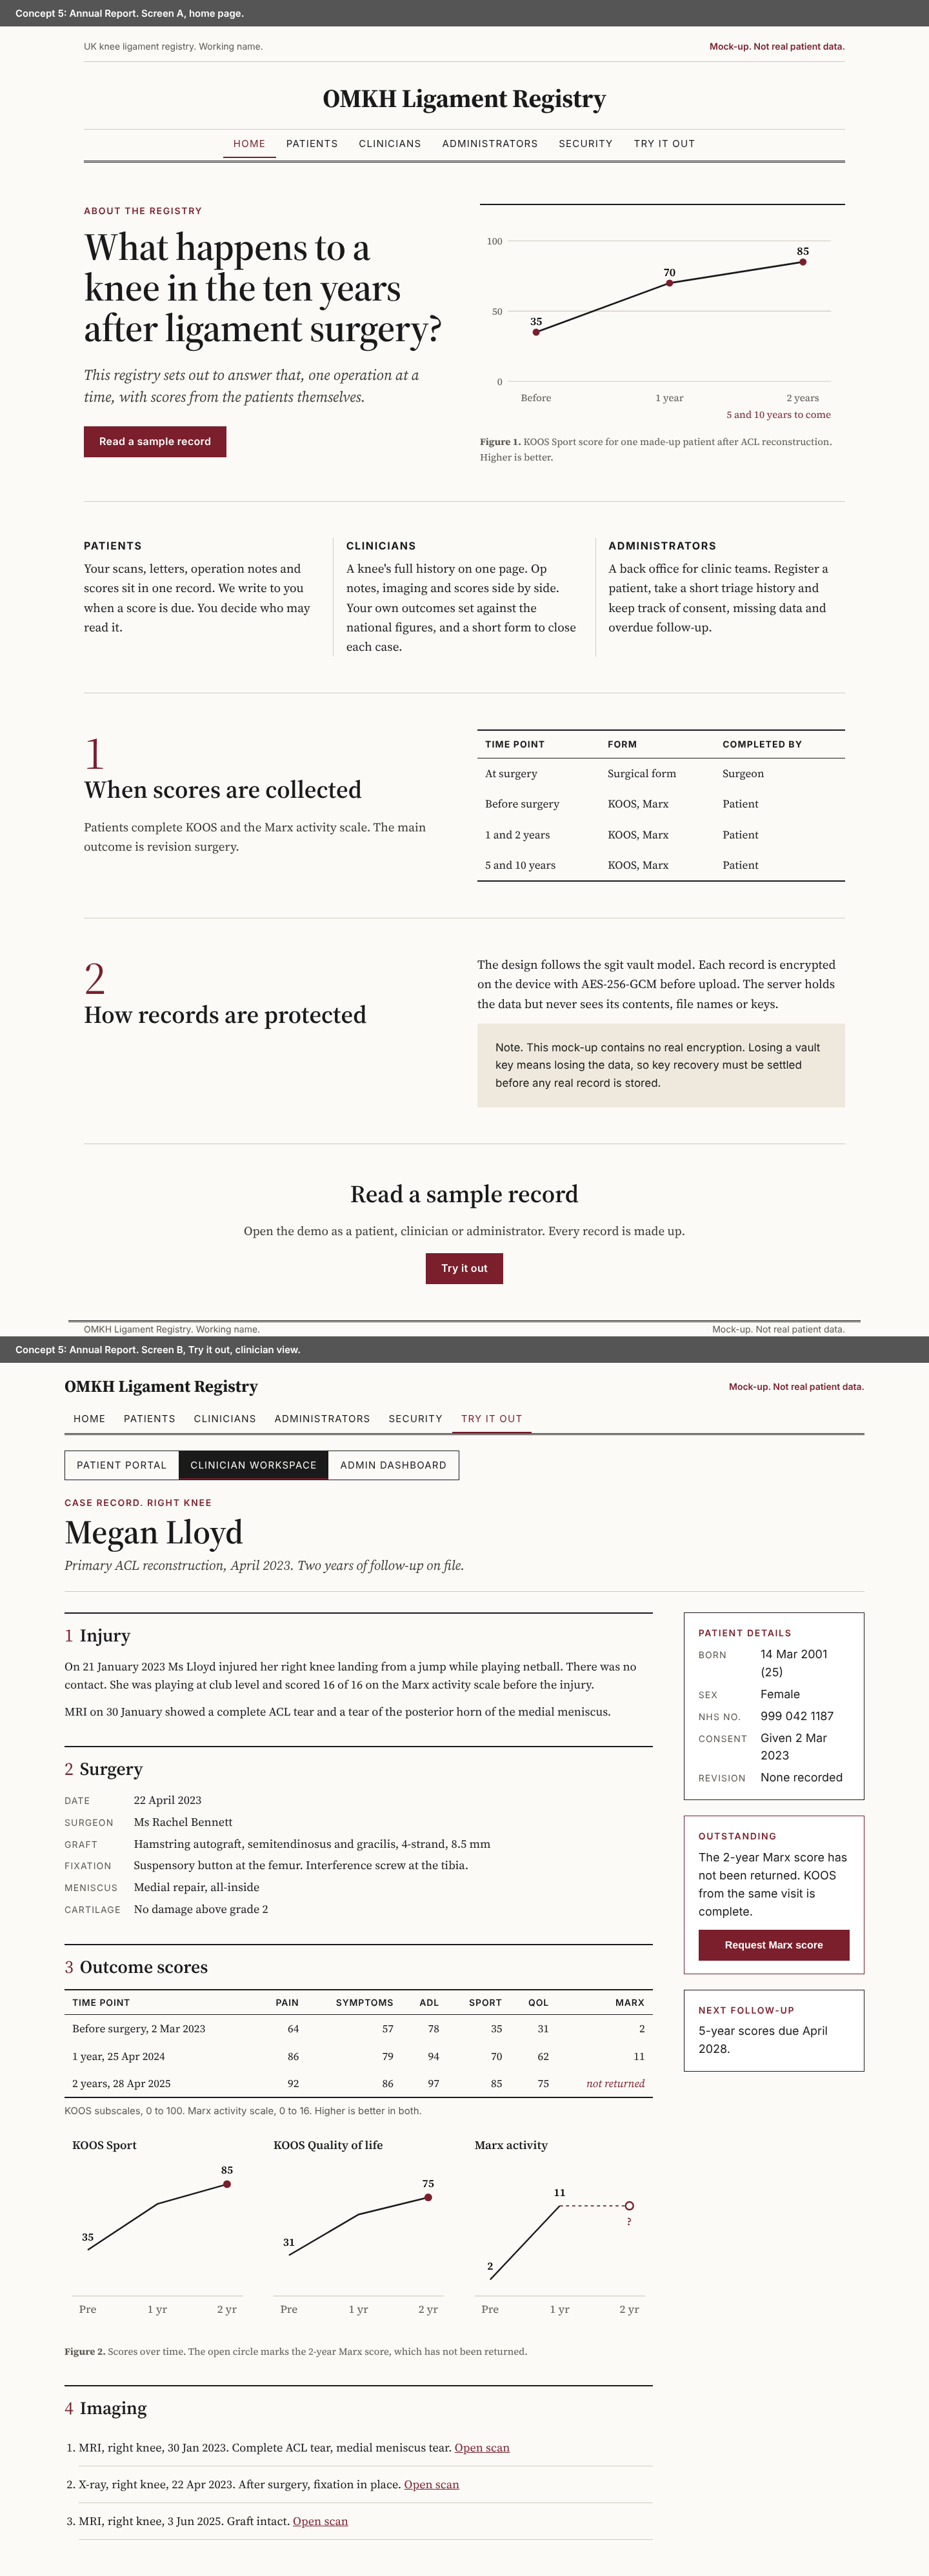 Concept 5: Annual Report. Screen A, home page.
UK knee ligament registry. Working name.
Mock-up. Not real patient data.
OMKH Ligament Registry
HOME PATIENTS CLINICIANS ADMINISTRATORS SECURITY TRY IT OUT
ABOUT THE REGISTRY
What happens to a
knee in the ten years
after ligament surgery?
This registry sets out to answer that, one operation at a
time, with scores from the patients themselves.
Read a sample record
100
50
0
35
70
85
Before 1 year 2 years
5 and 10 years to come
Figure 1. KOOS Sport score for one made-up patient after ACL reconstruction.
Higher is better.
PATIENTS
Your scans, letters, operation notes and
scores sit in one record. We write to you
when a score is due. You decide who may
read it.
CLINICIANS
A knee's full history on one page. Op
notes, imaging and scores side by side.
Your own outcomes set against the
national figures, and a short form to close
each case.
ADMINISTRATORS
A back office for clinic teams. Register a
patient, take a short triage history and
keep track of consent, missing data and
overdue follow-up.
1
When scores are collected
Patients complete KOOS and the Marx activity scale. The main
outcome is revision surgery.
TIME POINT FORM COMPLETED BY
At surgery Surgical form Surgeon
Before surgery KOOS, Marx Patient
1 and 2 years KOOS, Marx Patient
5 and 10 years KOOS, Marx Patient
2
How records are protected
The design follows the sgit vault model. Each record is encrypted
on the device with AES-256-GCM before upload. The server holds
the data but never sees its contents, file names or keys.
Note. This mock-up contains no real encryption. Losing a vault
key means losing the data, so key recovery must be settled
before any real record is stored.
Read a sample record
Open the demo as a patient, clinician or administrator. Every record is made up.
Try it out
OMKH Ligament Registry. Working name.
Mock-up. Not real patient data.
Concept 5: Annual Report. Screen B, Try it out, clinician view.
OMKH Ligament Registry
Mock-up. Not real patient data.
HOME PATIENTS CLINICIANS ADMINISTRATORS SECURITY TRY IT OUT
PATIENT PORTAL CLINICIAN WORKSPACE ADMIN DASHBOARD
CASE RECORD. RIGHT KNEE
Megan Lloyd
Primary ACL reconstruction, April 2023. Two years of follow-up on file.
1 Injury
On 21 January 2023 Ms Lloyd injured her right knee landing from a jump while playing netball. There was no
contact. She was playing at club level and scored 16 of 16 on the Marx activity scale before the injury.
MRI on 30 January showed a complete ACL tear and a tear of the posterior horn of the medial meniscus.
2 Surgery
DATE 22 April 2023
SURGEON Ms Rachel Bennett
GRAFT Hamstring autograft, semitendinosus and gracilis, 4-strand, 8.5 mm
FIXATION Suspensory button at the femur. Interference screw at the tibia.
MENISCUS Medial repair, all-inside
CARTILAGE No damage above grade 2
3 Outcome scores
TIME POINT PAIN SYMPTOMS ADL SPORT QOL MARX
Before surgery, 2 Mar 2023 64 57 78 35 31 2
1 year, 25 Apr 2024 86 79 94 70 62 11
2 years, 28 Apr 2025 92 86 97 85 75 not returned
KOOS subscales, 0 to 100. Marx activity scale, 0 to 16. Higher is better in both.
KOOS Sport
35
85
Pre 1 yr 2 yr
KOOS Quality of life
31
75
Pre 1 yr 2 yr
Marx activity
2
11
?
Pre 1 yr 2 yr
Figure 2. Scores over time. The open circle marks the 2-year Marx score, which has not been returned.
4 Imaging
1. MRI, right knee, 30 Jan 2023. Complete ACL tear, medial meniscus tear. Open scan
2. X-ray, right knee, 22 Apr 2023. After surgery, fixation in place. Open scan
3. MRI, right knee, 3 Jun 2025. Graft intact. Open scan
PATIENT DETAILS
BORN 14 Mar 2001
(25)
SEX Female
NHS NO. 999 042 1187
CONSENT Given 2 Mar
2023
REVISION None recorded
OUTSTANDING
The 2-year Marx score has
not been returned. KOOS
from the same visit is
complete.
Request Marx score
NEXT FOLLOW-UP
5-year scores due April
2028.